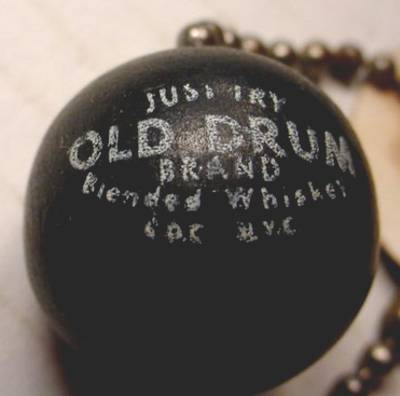 JUST TRY
OLD DRUM
BRAND
Blended Whiskey
N.Y.C